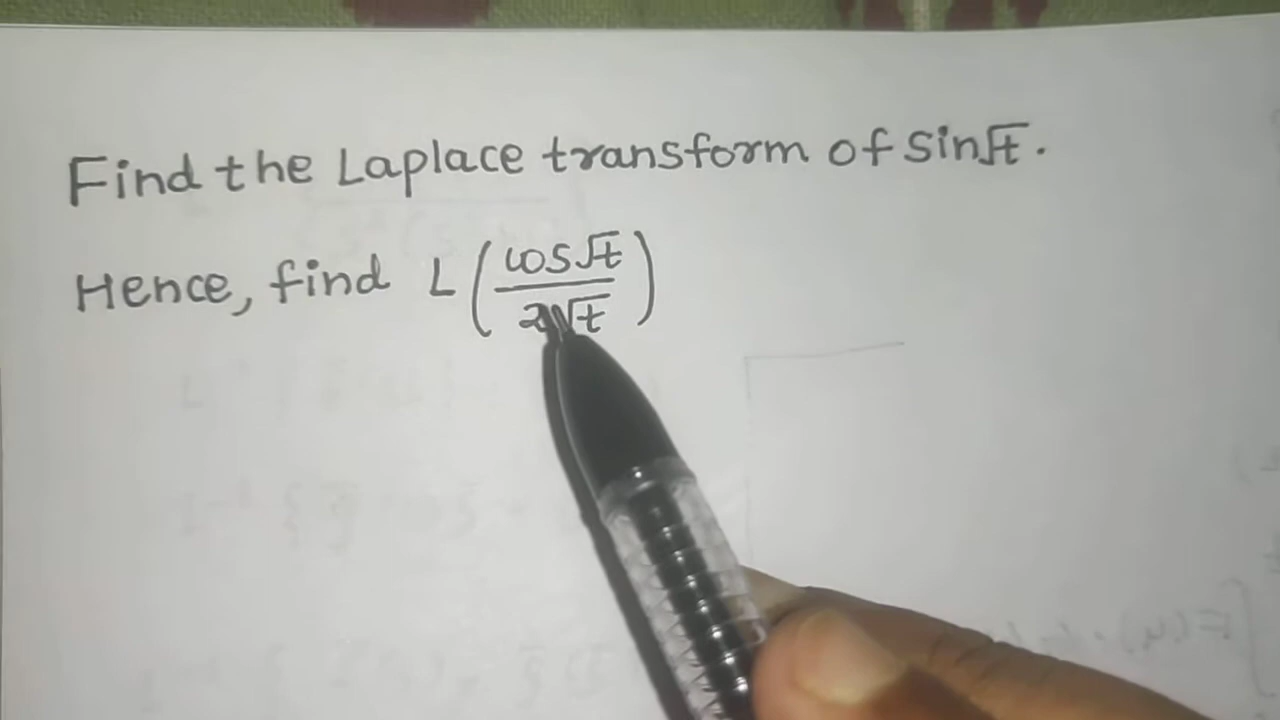 Find the Laplace transform of sin√t.
Hence, find L(cos√t / 2√t)